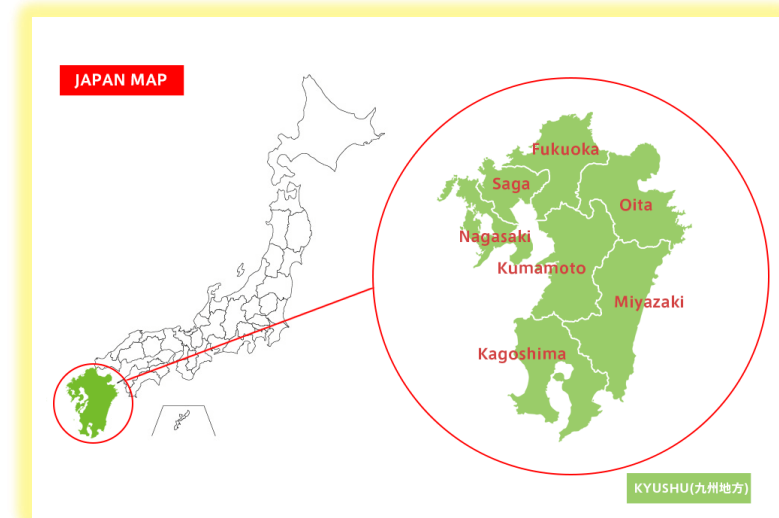 JAPAN MAP
Fukuoka
Saga
Oita
Nagasaki
Kumamoto
Miyazaki
Kagoshima
KYUSHU(九州地方)